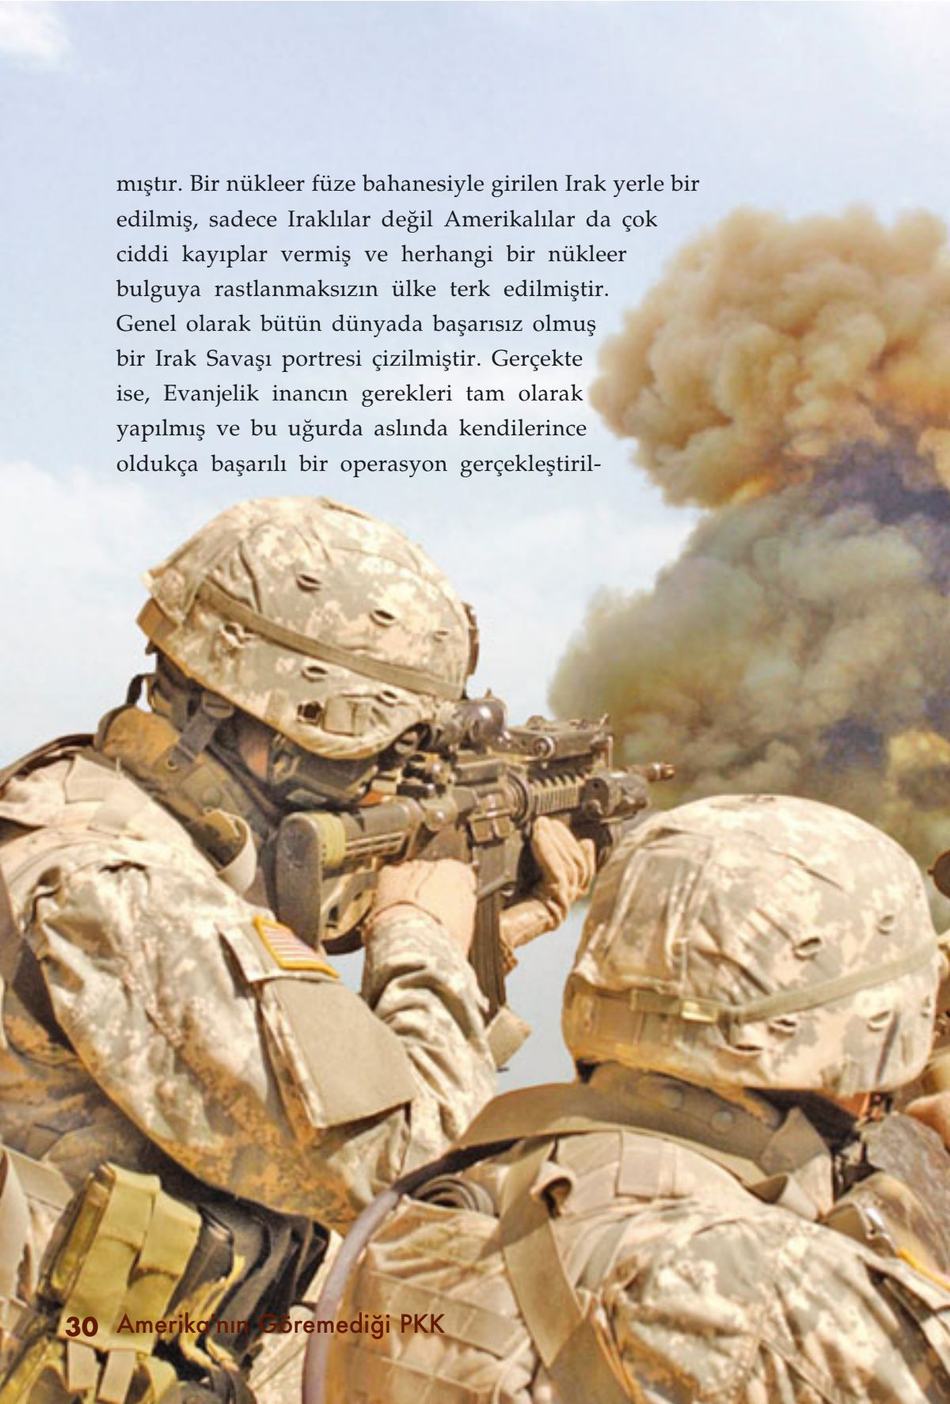 mıştır. Bir nükleer füze bahanesiyle girilen Irak yerle bir
edilmiş, sadece Iraklılar değil Amerikalılar da çok
ciddi kayıplar vermiş ve herhangi bir nükleer
bulguya rastlanmaksızın ülke terk edilmiştir.
Genel olarak bütün dünyada başarısız olmuş
bir Irak Savaşı portresi çizilmiştir. Gerçekte
ise, Evanjelik inancın gerekleri tam olarak
yapılmış ve bu uğurda aslında kendilerince
oldukça başarılı bir operasyon gerçekleştiril-
30 Amerika'nın Göremediği PKK